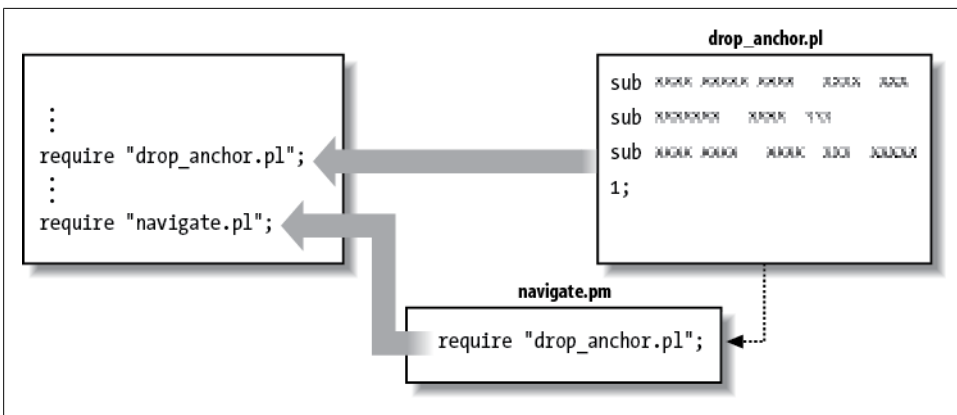 drop_anchor.pl
⋮
require "drop_anchor.pl";
⋮
require "navigate.pl";
sub
sub
sub
1;
navigate.pm
require "drop_anchor.pl";